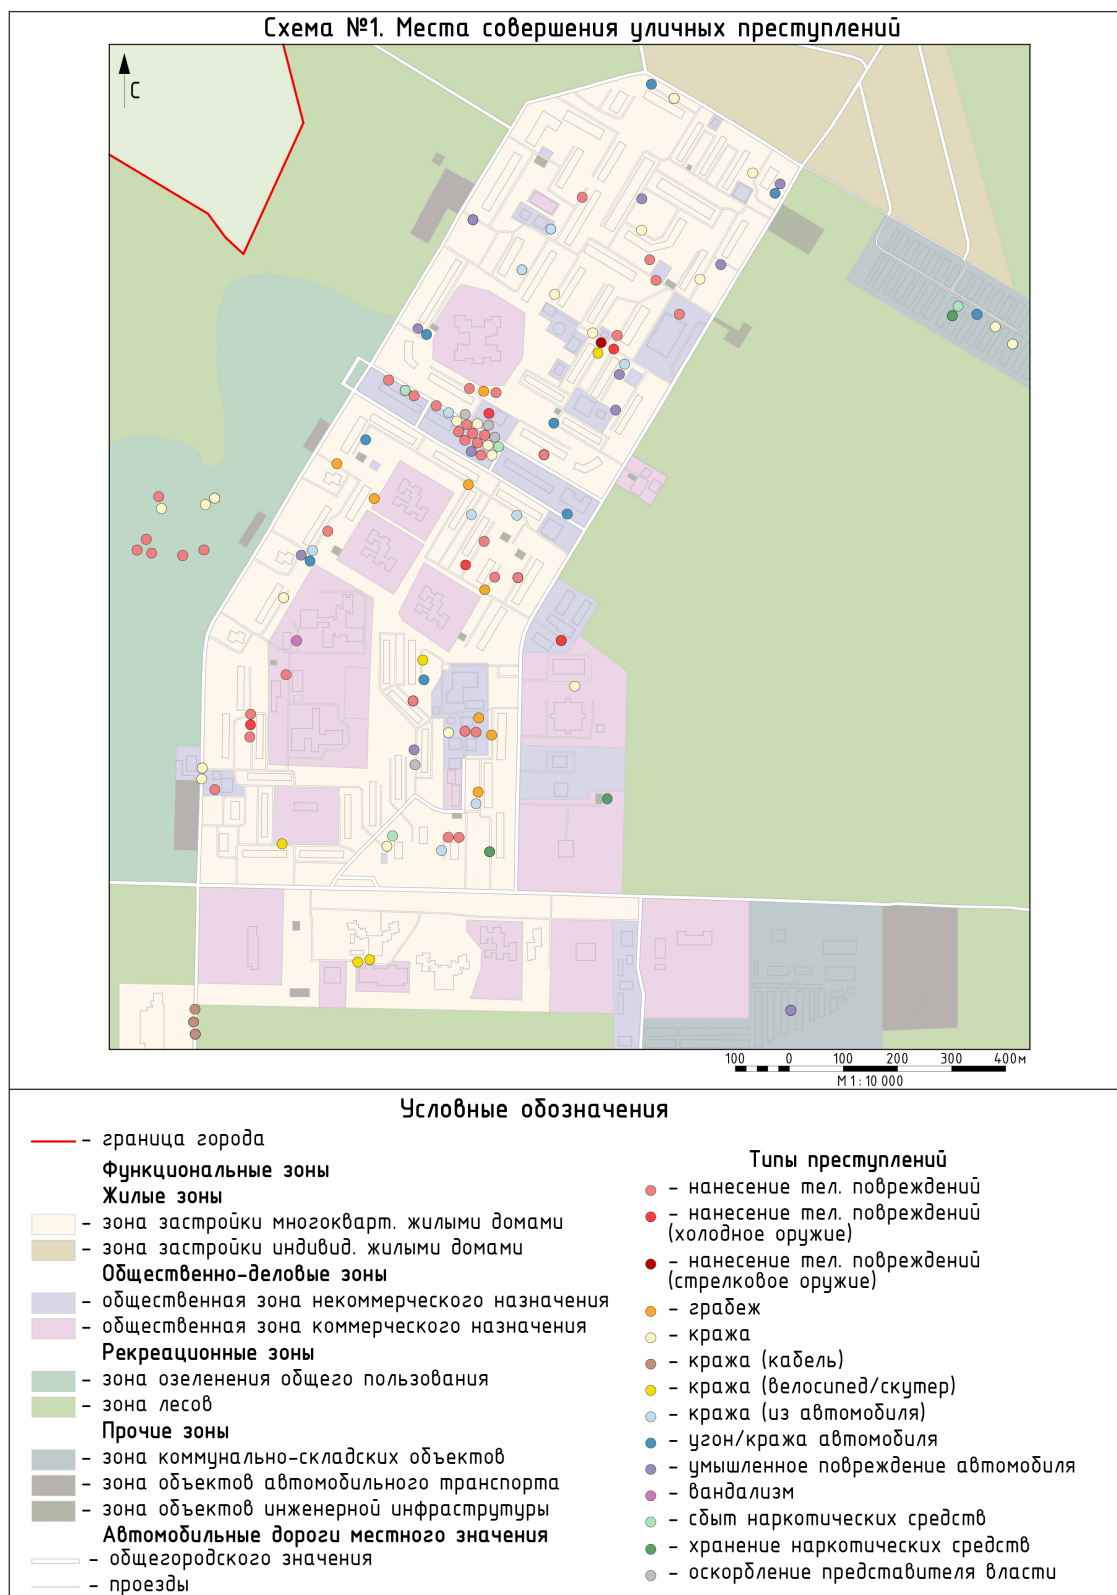 Схема №1. Места совершения уличных преступлений
С
100 0 100 200 300 400м
М 1 : 10 000
Условные обозначения
– граница города
Функциональные зоны
Жилые зоны
– зона застройки многокварт. жилыми домами
– зона застройки индивид. жилыми домами
Общественно-деловые зоны
– общественная зона некоммерческого назначения
– общественная зона коммерческого назначения
Рекреационные зоны
– зона озеленения общего пользования
– зона лесов
Прочие зоны
– зона коммунально-складских объектов
– зона объектов автомобильного транспорта
– зона объектов инженерной инфраструтуры
Автомобильные дороги местного значения
– общегородского значения
– проезды
Типы преступлений
– нанесение тел. повреждений
– нанесение тел. повреждений
(холодное оружие)
– нанесение тел. повреждений
(стрелковое оружие)
– грабеж
– кража
– кража (кабель)
– кража (велосипед/скутер)
– кража (из автомобиля)
– угон/кража автомобиля
– умышленное повреждение автомобиля
– вандализм
– сбыт наркотических средств
– хранение наркотических средств
– оскорбление представителя власти